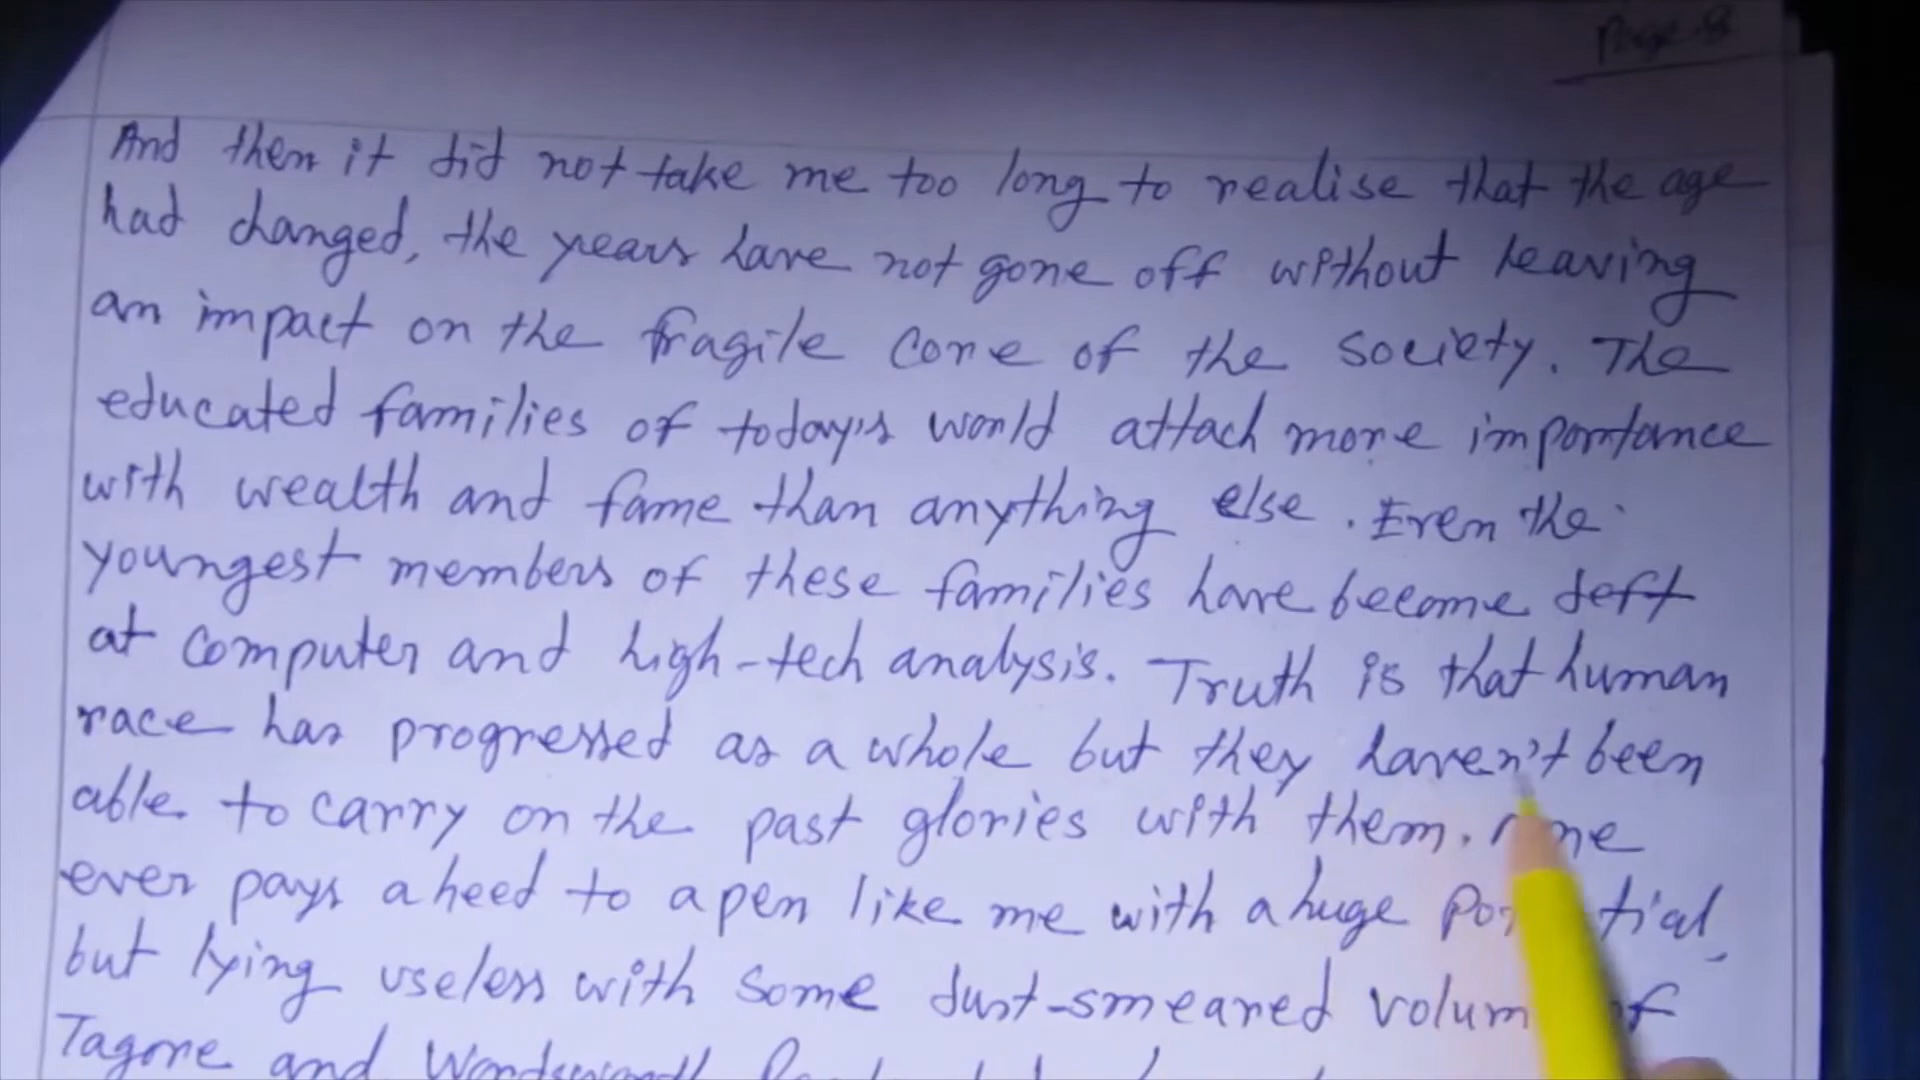 Page-8
And then it did not take me too long to realise that the age
had changed, the years have not gone off without leaving
an impact on the fragile core of the society. The
educated families of today's world attach more importance
with wealth and fame than anything else. Even the
youngest members of these families have become deft
at computer and high-tech analysis. Truth is that human
race has progressed as a whole but they haven't been
able to carry on the past glories with them.
ever pays a heed to a pen like me with a huge
but lying useless with some dust-smeared
Tagore and Wordsworth